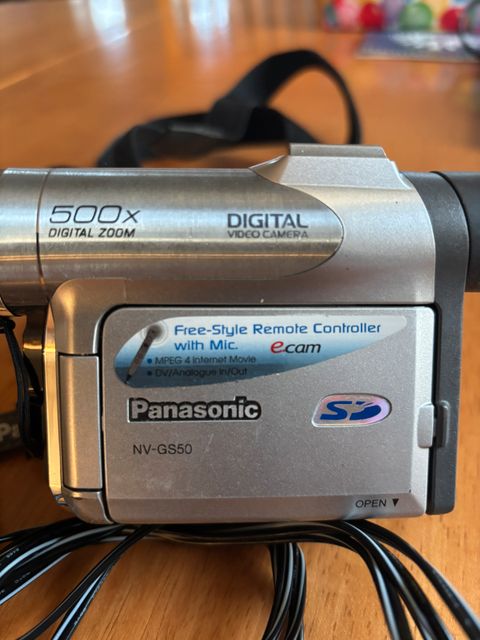 500x
DIGITAL ZOOM
DIGITAL
VIDEO CAMERA
Free-Style Remote Controller
with Mic. e.cam
• MPEG 4 Internet Movie
• DV/Analogue In/Out
Panasonic
SD
NV-GS50
OPEN ▼